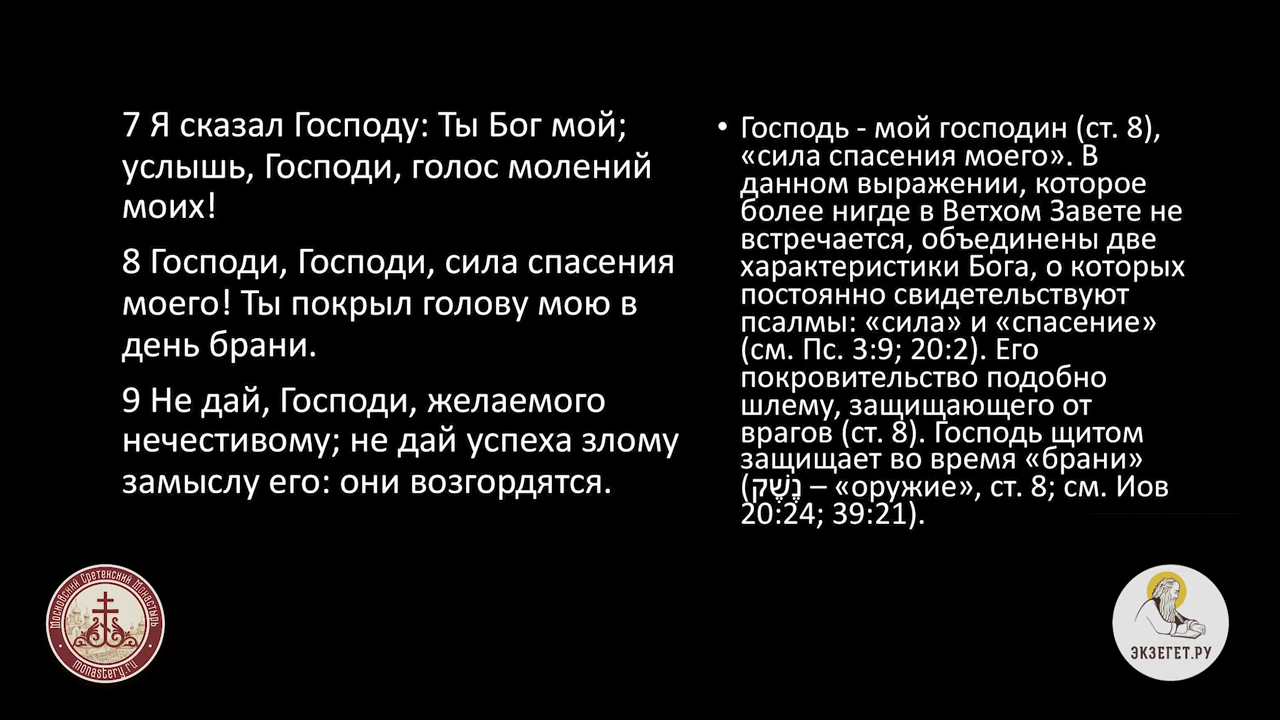 7 Я сказал Господу: Ты Бог мой;
услышь, Господи, голос молений
моих!
8 Господи, Господи, сила спасения
моего! Ты покрыл голову мою в
день брани.
9 Не дай, Господи, желаемого
нечестивому; не дай успеха злому
замыслу его: они возгордятся.
• Господь - мой господин (ст. 8),
«сила спасения моего». В
данном выражении, которое
более нигде в Ветхом Завете не
встречается, объединены две
характеристики Бога, о которых
постоянно свидетельствуют
псалмы: «сила» и «спасение»
(см. Пс. 3:9; 20:2). Его
покровительство подобно
шлему, защищающего от
врагов (ст. 8). Господь щитом
защищает во время «брани»
(נֶשֶׁק – «оружие», ст. 8; см. Иов
20:24; 39:21).
Московский Сретенский Монастырь
monastery.ru
ЭКЗЕГЕТ.РУ